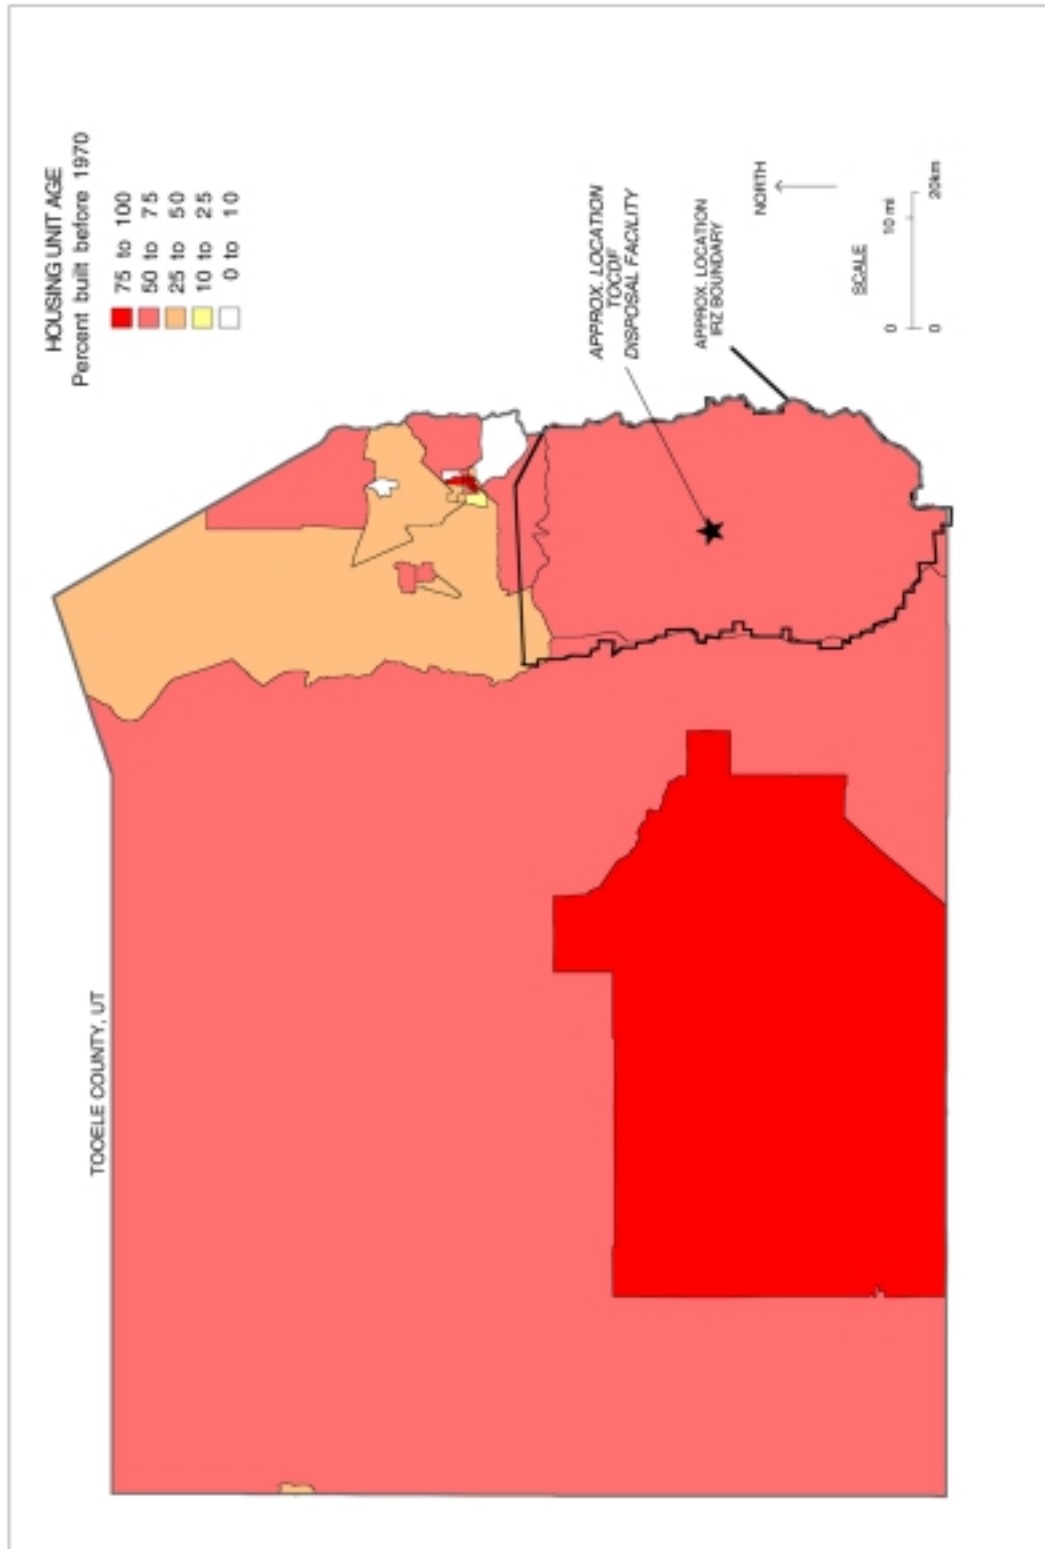 HOUSING UNIT AGE
Percent built before 1970
75 to 100
50 to 75
25 to 50
10 to 25
0 to 10
TOOELE COUNTY, UT
APPROX. LOCATION
TOCDF
DISPOSAL FACILITY
APPROX. LOCATION
IRZ BOUNDARY
NORTH
SCALE
0 10 mi
0 20km